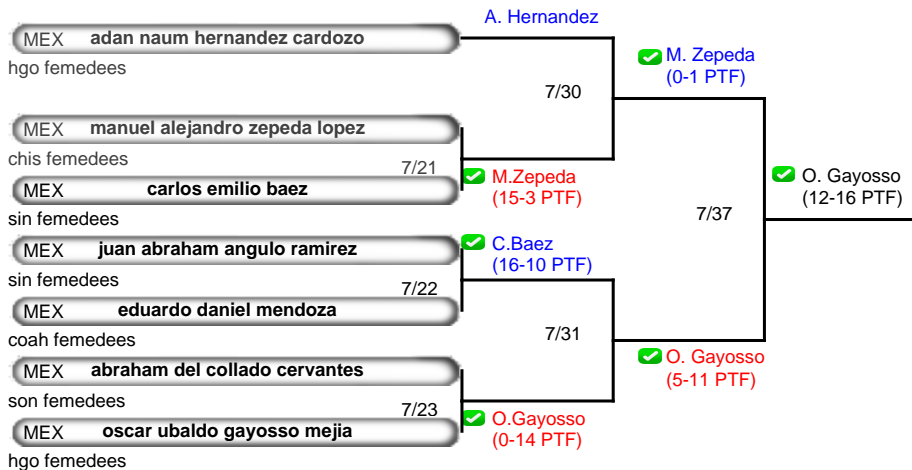 A. Hernandez
MEX adan naum hernandez cardozo
hgo femedees
M. Zepeda
(0-1 PTF)
7/30
MEX manuel alejandro zepeda lopez
chis femedees
7/21
M.Zepeda
(15-3 PTF)
MEX carlos emilio baez
sin femedees
O. Gayosso
(12-16 PTF)
7/37
MEX juan abraham angulo ramirez
sin femedees
C.Baez
(16-10 PTF)
7/22
MEX eduardo daniel mendoza
coah femedees
7/31
MEX abraham del collado cervantes
son femedees
O. Gayosso
(5-11 PTF)
7/23
O.Gayosso
(0-14 PTF)
MEX oscar ubaldo gayosso mejia
hgo femedees